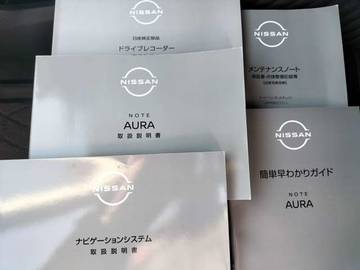 NISSAN
日産純正部品
ドライブレコーダー
NISSAN
メンテナンスノート
NISSAN
NOTE
AURA
取扱説明書
NISSAN
簡単早わかりガイド
NOTE
AURA
NISSAN
ナビゲーションシステム
取扱説明書